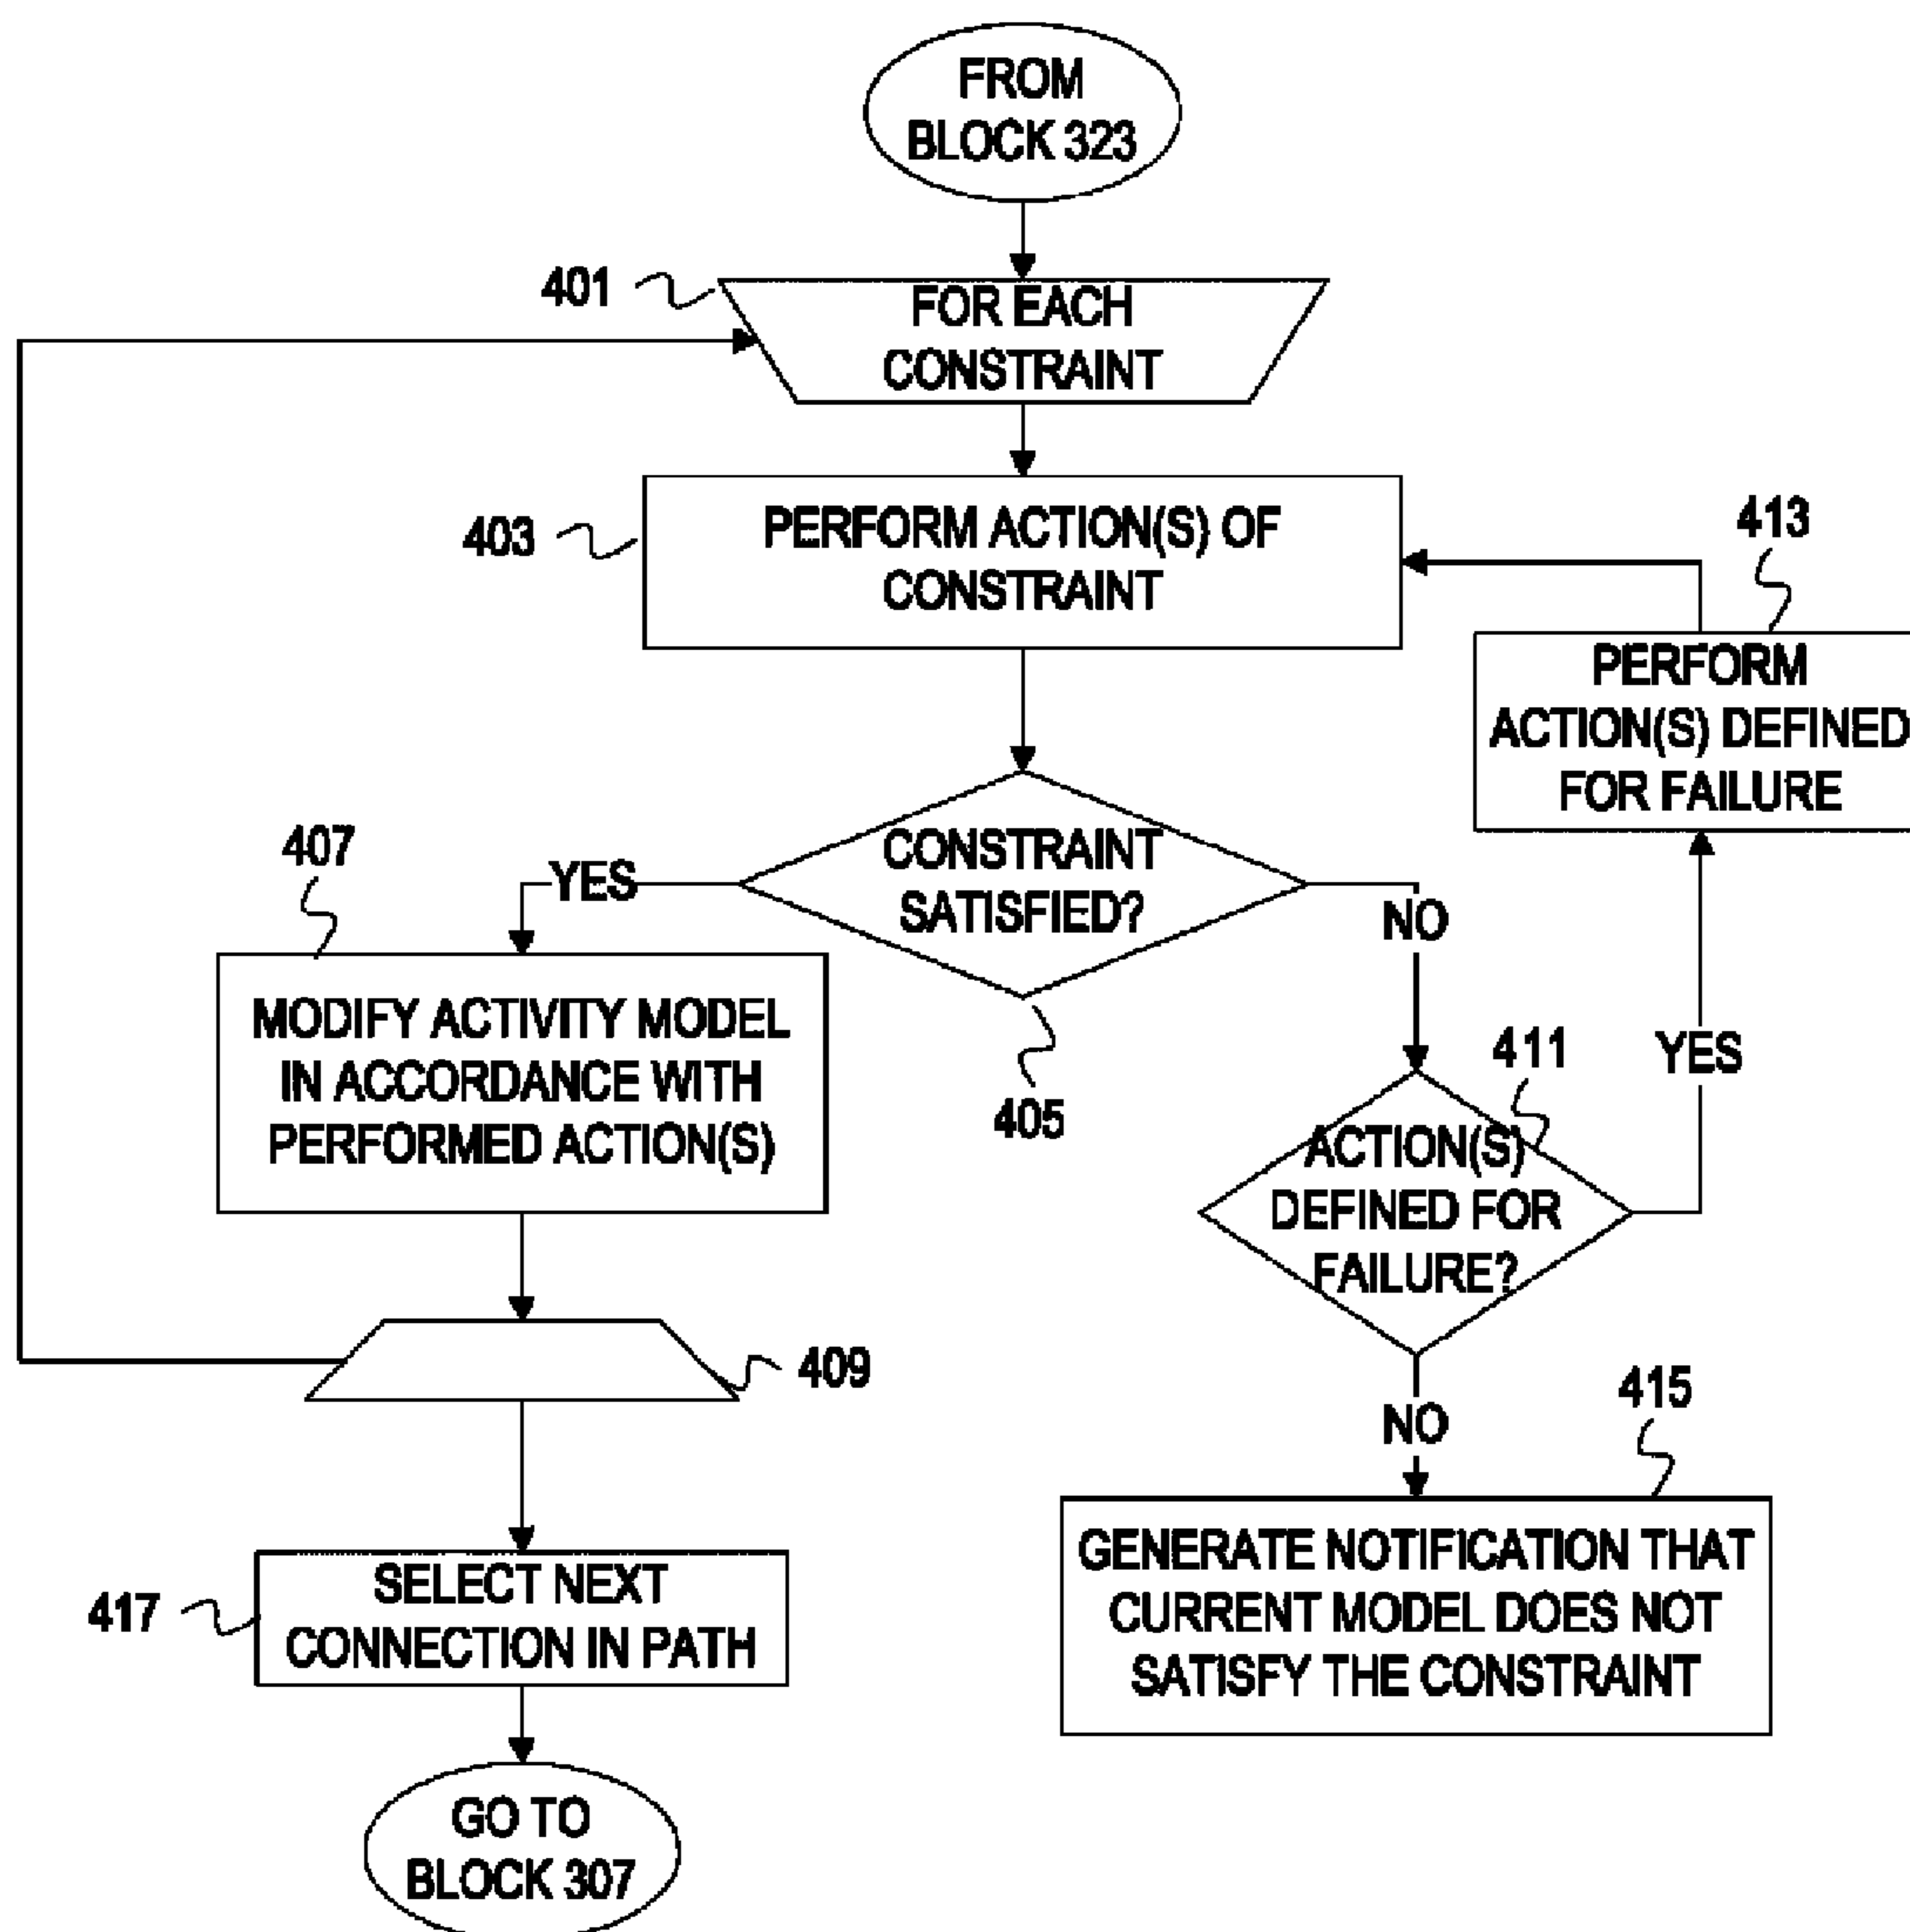 FROM
BLOCK 323
401
FOR EACH
CONSTRAINT
403
PERFORM ACTION(S) OF
CONSTRAINT
413
PERFORM
ACTION(S) DEFINED
FOR FAILURE
407
YES
CONSTRAINT
SATISFIED?
NO
405
MODIFY ACTIVITY MODEL
IN ACCORDANCE WITH
PERFORMED ACTION(S)
411
YES
ACTION(S)
DEFINED FOR
FAILURE?
409
NO
415
417
SELECT NEXT
CONNECTION IN PATH
GENERATE NOTIFICATION THAT
CURRENT MODEL DOES NOT
SATISFY THE CONSTRAINT
GO TO
BLOCK 307